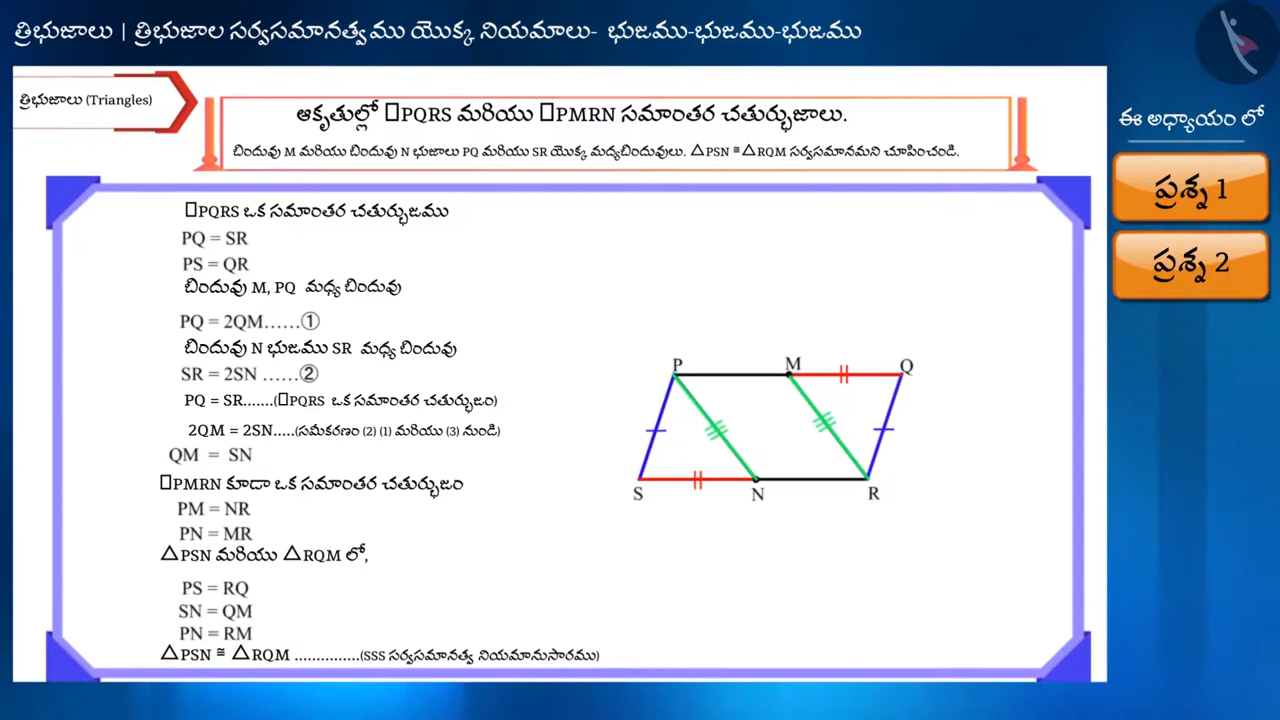 త్రిభుజాలు | త్రిభుజాల సర్వసమానత్వము యొక్క నియమాలు- భుజము-భుజము-భుజము
త్రిభుజాలు (Triangles)
ఆకృతుల్లో ▯PQRS మరియు ▯PMRN సమాంతర చతుర్భుజాలు.
బిందువు M మరియు బిందువు N భుజాలు PQ మరియు SR యొక్క మద్యబిందువులు. △PSN ≅ △RQM సర్వసమానమని చూపించండి.
ఈ అధ్యాయం లో
ప్రశ్న 1
ప్రశ్న 2
▯PQRS ఒక సమాంతర చతుర్భుజము
PQ = SR
PS = QR
బిందువు M, PQ మధ్య బిందువు
PQ = 2QM……①
బిందువు N భుజము SR మధ్య బిందువు
SR = 2SN ……②
PQ = SR.......(▯PQRS ఒక సమాంతర చతుర్భుజం)
2QM = 2SN.....(సమీకరణం (2) (1) మరియు (3) నుండి)
QM = SN
▯PMRN కూడా ఒక సమాంతర చతుర్భుజం
PM = NR
PN = MR
△PSN మరియు △RQM లో,
PS = RQ
SN = QM
PN = RM
△PSN ≅ △RQM ...............(SSS సర్వసమానత్వ నియమానుసారము)
P M Q
S N R